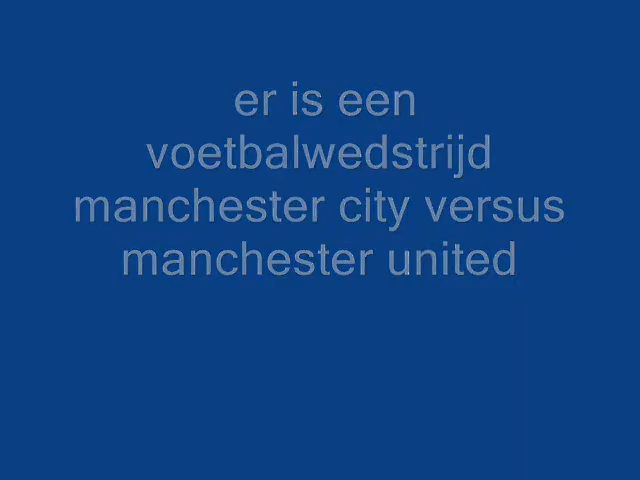 er is een
voetbalwedstrijd
manchester city versus
manchester united